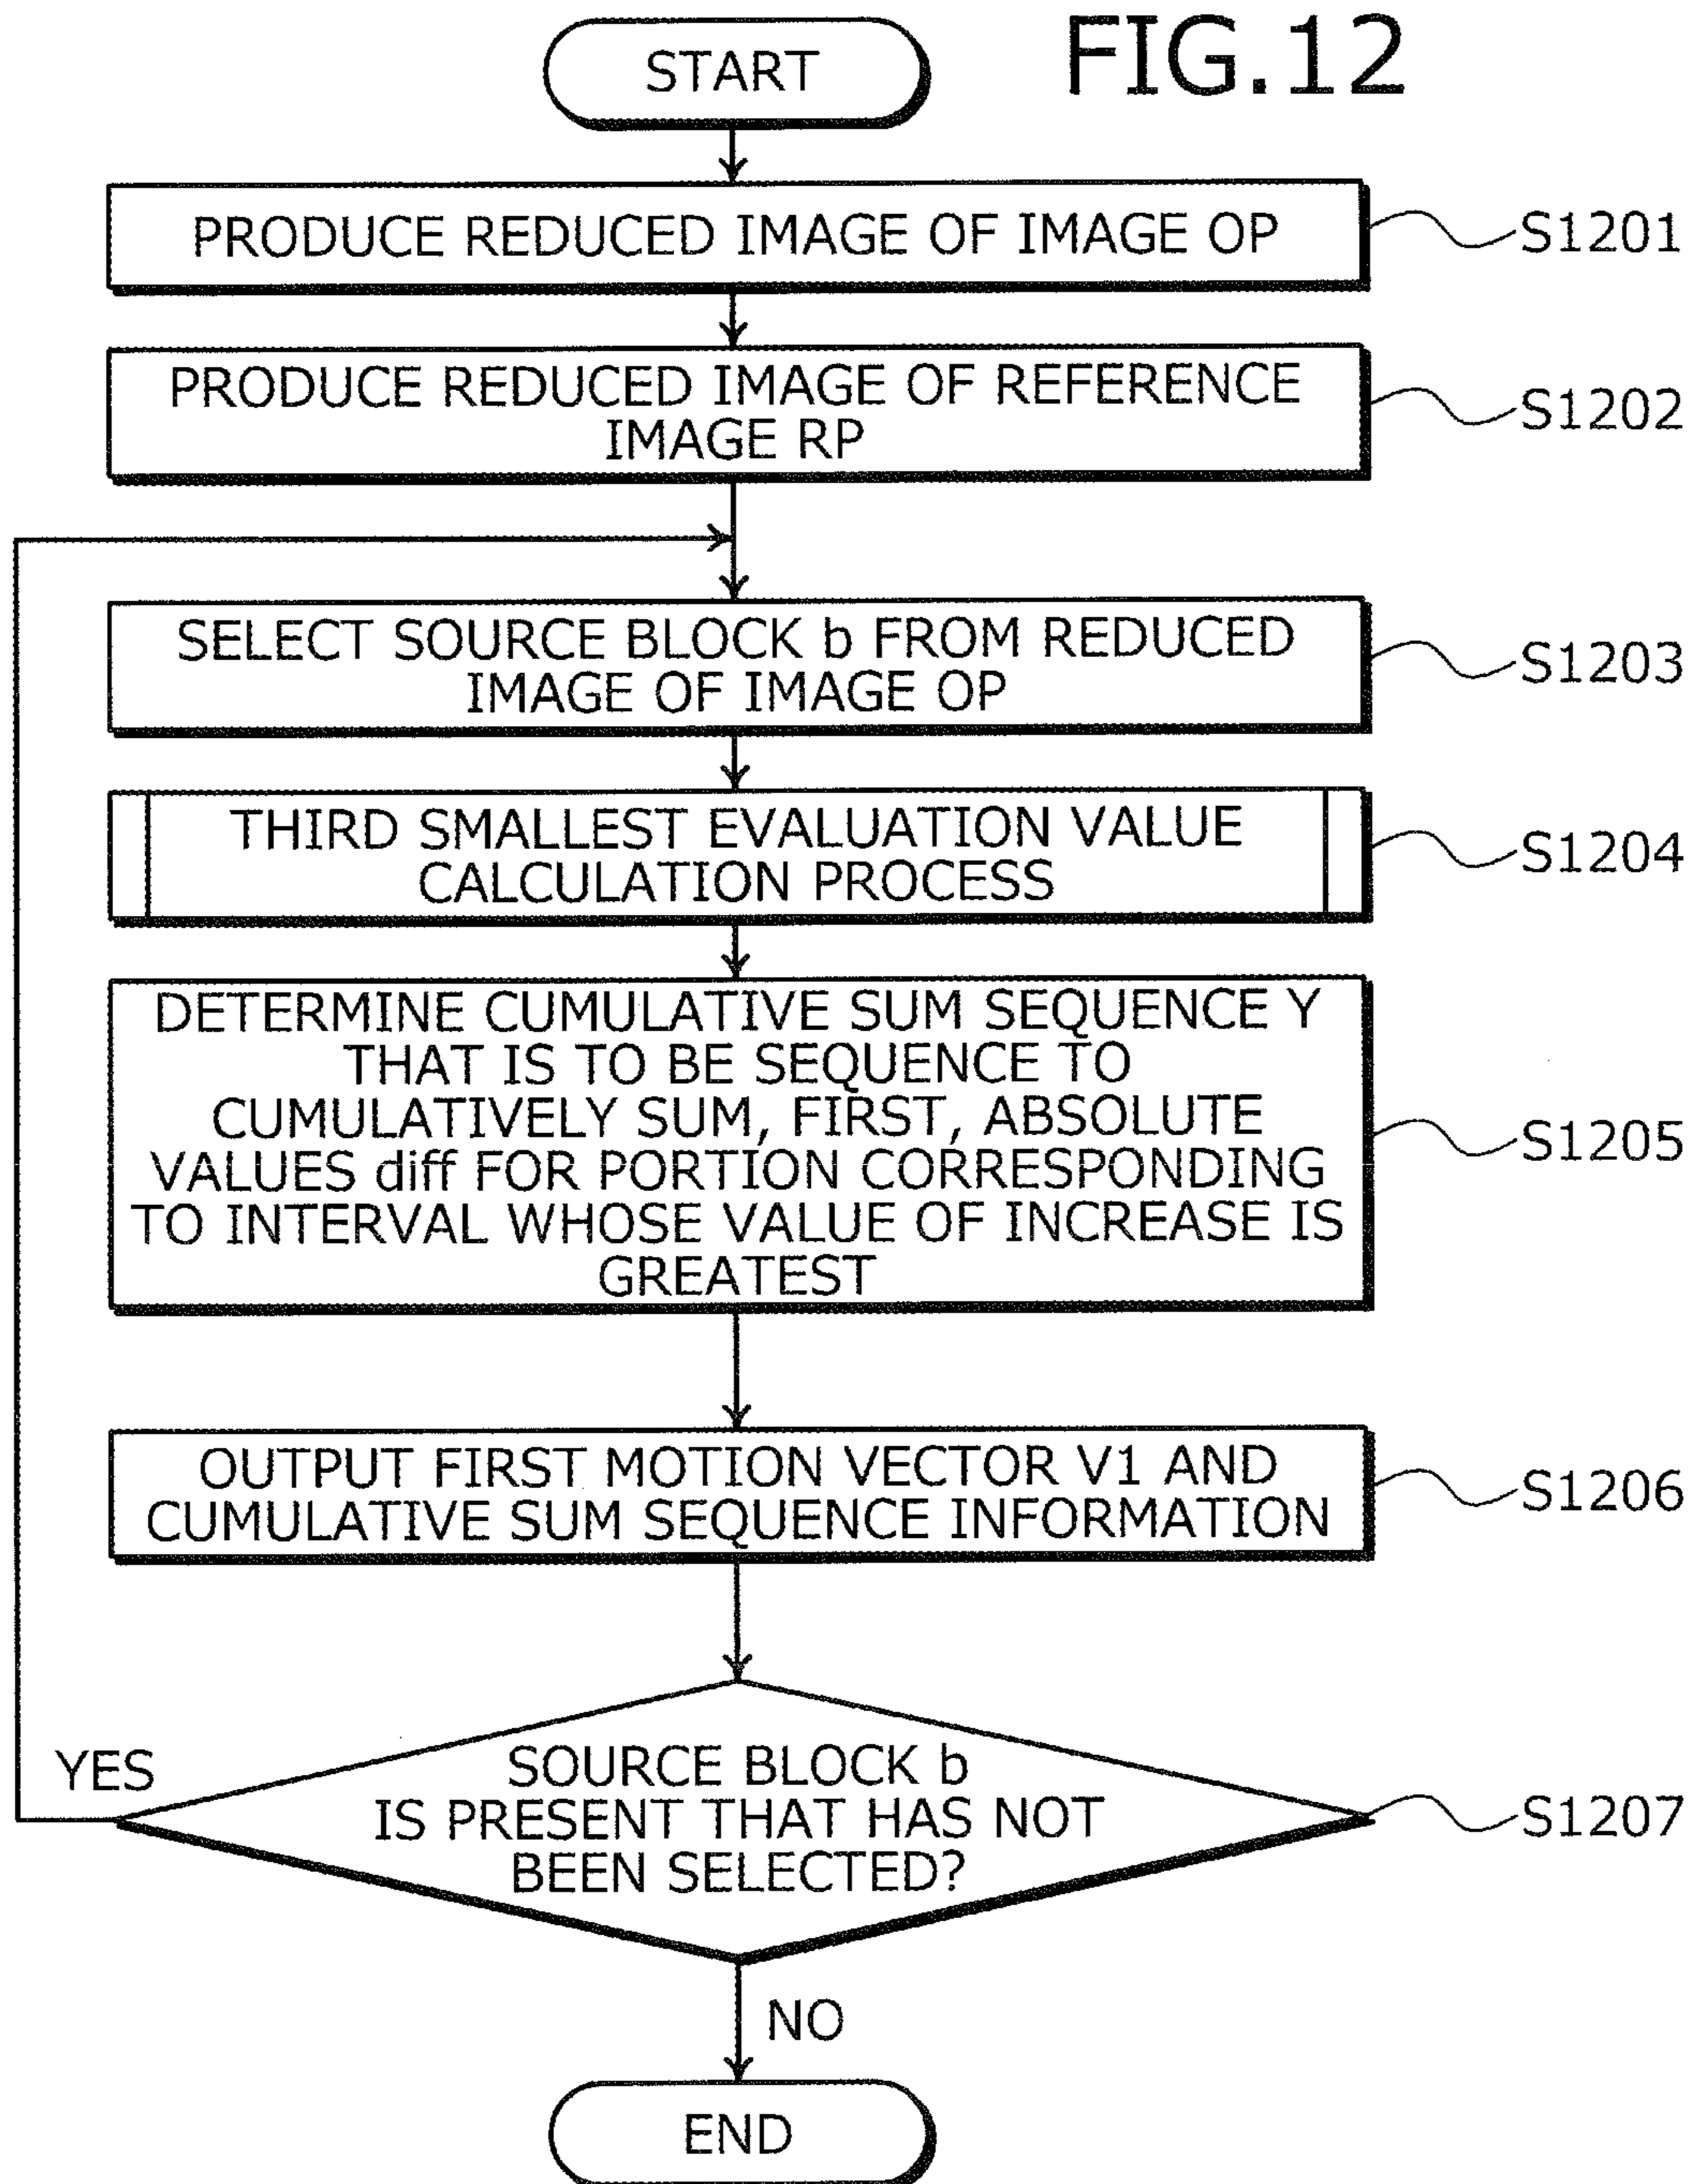 FIG.12
START
PRODUCE REDUCED IMAGE OF IMAGE OP
S1201
PRODUCE REDUCED IMAGE OF REFERENCE
IMAGE RP
S1202
SELECT SOURCE BLOCK b FROM REDUCED
IMAGE OF IMAGE OP
S1203
THIRD SMALLEST EVALUATION VALUE
CALCULATION PROCESS
S1204
DETERMINE CUMULATIVE SUM SEQUENCE Y
THAT IS TO BE SEQUENCE TO
CUMULATIVELY SUM, FIRST, ABSOLUTE
VALUES diff FOR PORTION CORRESPONDING
TO INTERVAL WHOSE VALUE OF INCREASE IS
GREATEST
S1205
OUTPUT FIRST MOTION VECTOR V1 AND
CUMULATIVE SUM SEQUENCE INFORMATION
S1206
YES
SOURCE BLOCK b
IS PRESENT THAT HAS NOT
BEEN SELECTED?
S1207
NO
END